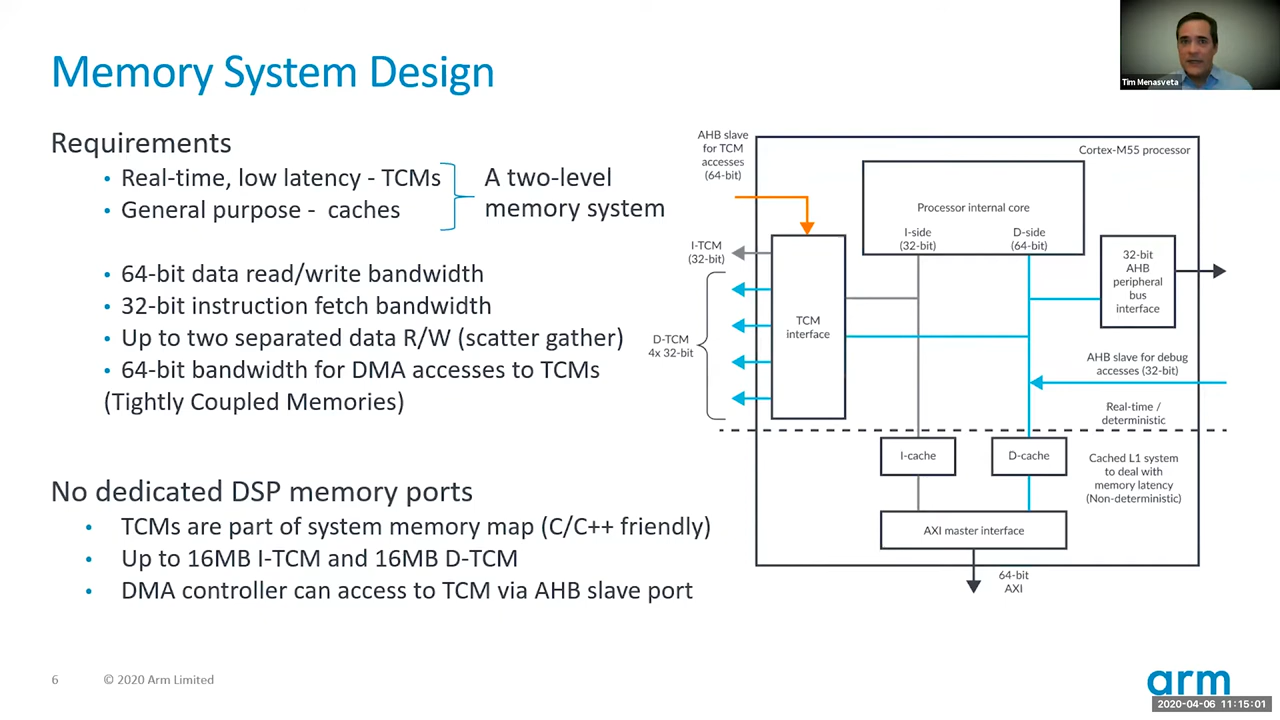 Memory System Design
Tim Menasveta
Requirements
• Real-time, low latency - TCMs
• General purpose - caches
A two-level
memory system
• 64-bit data read/write bandwidth
• 32-bit instruction fetch bandwidth
• Up to two separated data R/W (scatter gather)
• 64-bit bandwidth for DMA accesses to TCMs
(Tightly Coupled Memories)
No dedicated DSP memory ports
• TCMs are part of system memory map (C/C++ friendly)
• Up to 16MB I-TCM and 16MB D-TCM
• DMA controller can access to TCM via AHB slave port
AHB slave
for TCM
accesses
(64-bit)
Cortex-M55 processor
Processor internal core
I-side
(32-bit)
D-side
(64-bit)
I-TCM
(32-bit)
D-TCM
4x 32-bit
TCM
interface
32-bit
AHB
peripheral
bus
interface
AHB slave for debug
accesses (32-bit)
Real-time /
deterministic
I-cache
D-cache
Cached L1 system
to deal with
memory latency
(Non-deterministic)
AXI master interface
64-bit
AXI
6
© 2020 Arm Limited
arm
2020-04-06 11:15:01